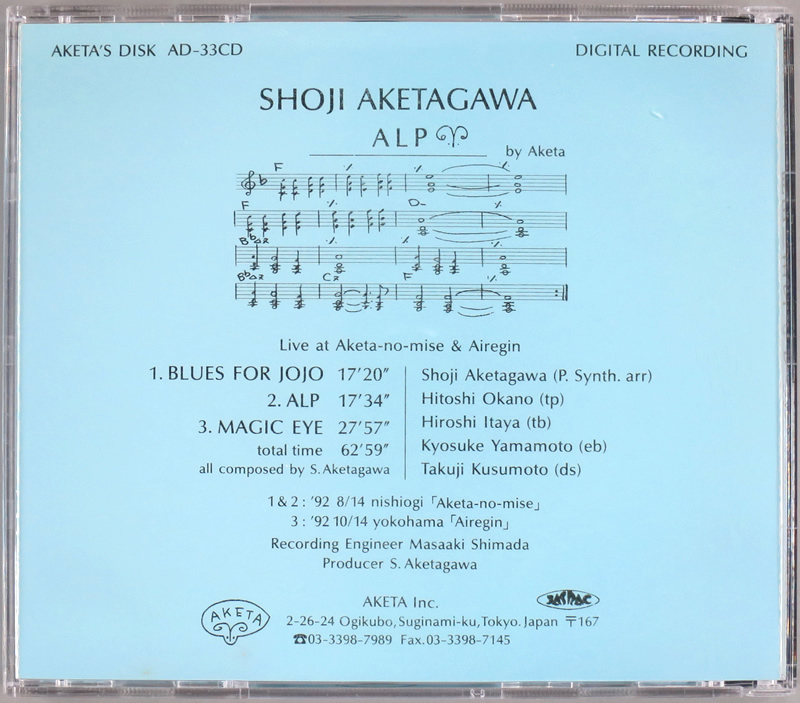 AKETA'S DISK AD-33CD
DIGITAL RECORDING
SHOJI AKETAGAWA
ALP
by Aketa
F
F D-
B♭△7
B♭△7 C7 F
Live at Aketa-no-mise & Airegin
1. BLUES FOR JOJO 17'20"
2. ALP 17'34"
3. MAGIC EYE 27'57"
total time 62'59"
all composed by S.Aketagawa
Shoji Aketagawa (P. Synth. arr)
Hitoshi Okano (tp)
Hiroshi Itaya (tb)
Kyosuke Yamamoto (eb)
Takuji Kusumoto (ds)
1 & 2 : '92 8/14 nishiogi「Aketa-no-mise」
3 : '92 10/14 yokohama「Airegin」
Recording Engineer Masaaki Shimada
Producer S. Aketagawa
AKETA
AKETA Inc.
JASRAC
2-26-24 Ogikubo, Suginami-ku, Tokyo. Japan 〒167
☎03-3398-7989 Fax. 03-3398-7145